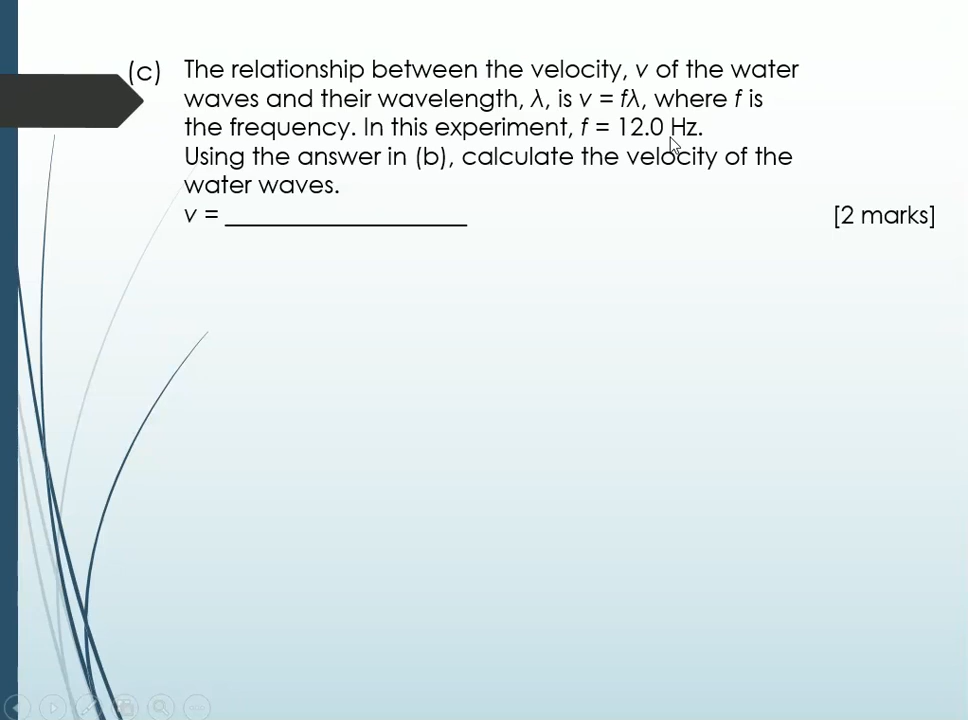 (c) The relationship between the velocity, v of the water
waves and their wavelength, λ, is v = fλ, where f is
the frequency. In this experiment, f = 12.0 Hz.
Using the answer in (b), calculate the velocity of the
water waves.
v = ____________________ [2 marks]